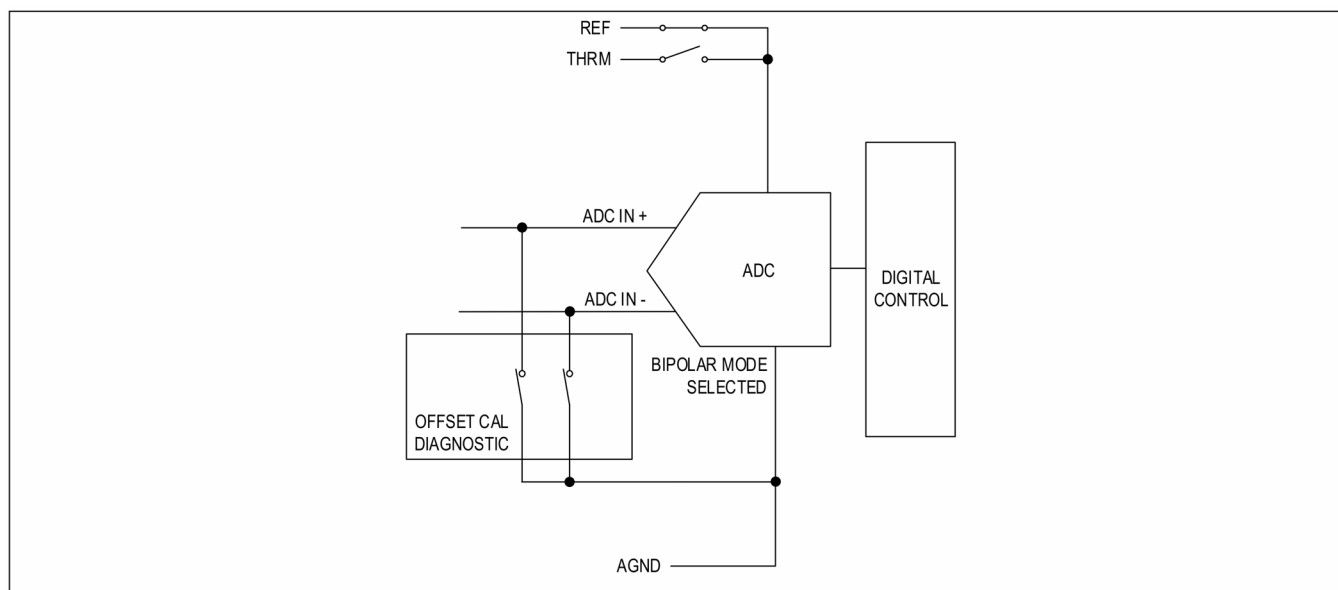 REF
THRM
ADC IN +
ADC IN -
ADC
DIGITAL
CONTROL
BIPOLAR MODE
SELECTED
OFFSET CAL
DIAGNOSTIC
AGND